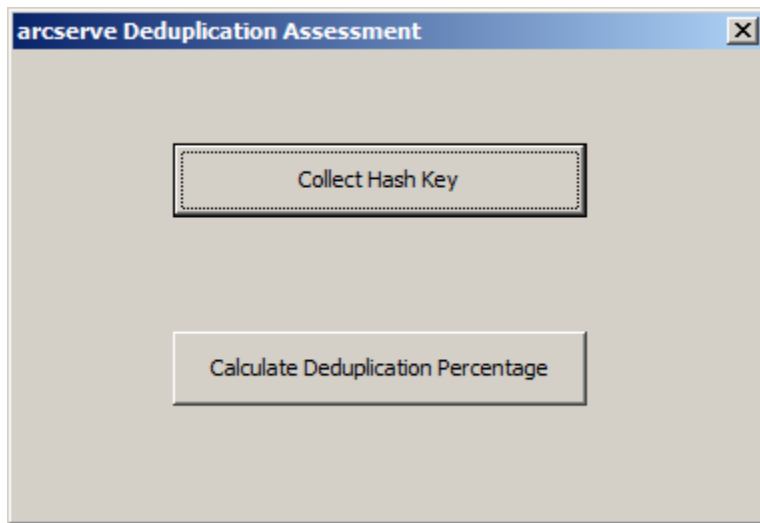 arcserve Deduplication Assessment
Collect Hash Key
Calculate Deduplication Percentage